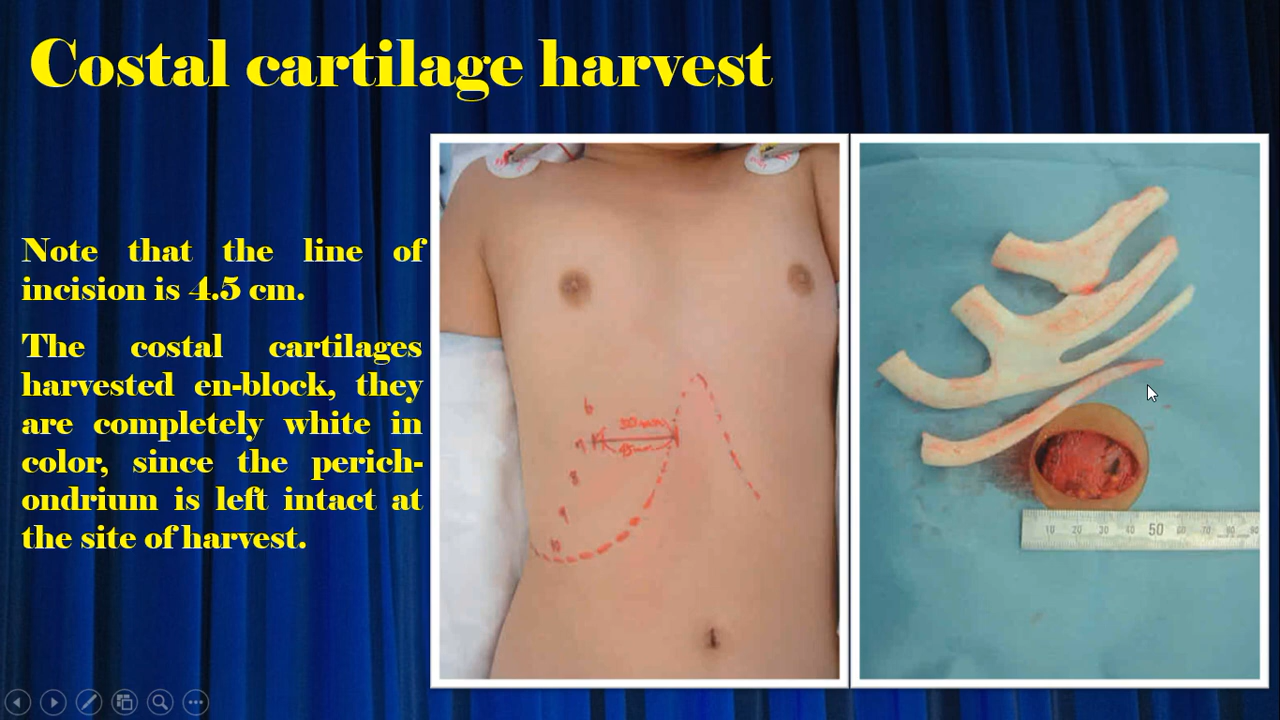 Costal cartilage harvest
Note that the line of
incision is 4.5 cm.
The costal cartilages
harvested en-block, they
are completely white in
color, since the perich-
ondrium is left intact at
the site of harvest.
6
7
8
9
10
10 20 30 40 50 60 70 80 90